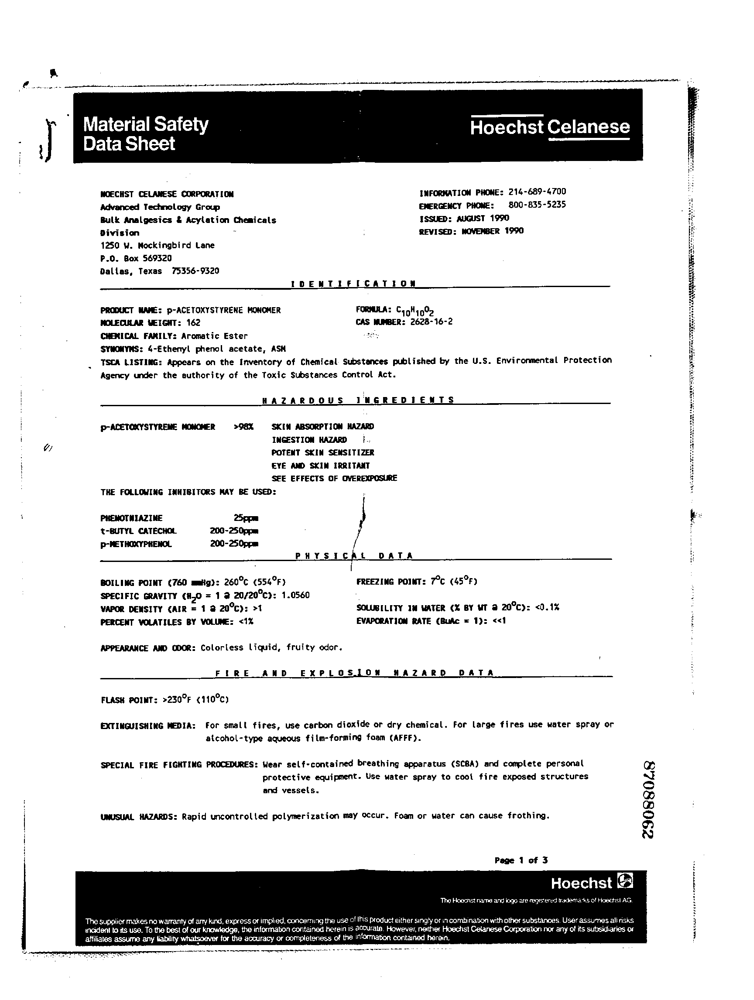 Material Safety
Data Sheet
Hoechst Celanese
HOECHST CELANESE CORPORATION
Advanced Technology Group
Bulk Analgesics & Acylation Chemicals
Division
1250 W. Mockingbird Lane
P.O. Box 569320
Dallas, Texas 75356-9320
INFORMATION PHONE: 214-689-4700
EMERGENCY PHONE: 800-835-5235
ISSUED: AUGUST 1990
REVISED: NOVEMBER 1990
IDENTIFICATION
PRODUCT NAME: p-ACETOXYSTYRENE MONOMER
FORMULA: C10H10O2
MOLECULAR WEIGHT: 162
CAS NUMBER: 2628-16-2
CHEMICAL FAMILY: Aromatic Ester
SYNONYMS: 4-Ethenyl phenol acetate, ASM
TSCA LISTING: Appears on the Inventory of Chemical Substances published by the U.S. Environmental Protection
Agency under the authority of the Toxic Substances Control Act.
HAZARDOUS INGREDIENTS
p-ACETOXYSTYRENE MONOMER >98% SKIN ABSORPTION HAZARD
INGESTION HAZARD
POTENT SKIN SENSITIZER
EYE AND SKIN IRRITANT
SEE EFFECTS OF OVEREXPOSURE
THE FOLLOWING INHIBITORS MAY BE USED:
PHENOTHIAZINE 25ppm
t-BUTYL CATECHOL 200-250ppm
p-METHOXYPHENOL 200-250ppm
PHYSICAL DATA
BOILING POINT (760 mmHg): 260°C (554°F)
FREEZING POINT: 7°C (45°F)
SPECIFIC GRAVITY (H2O = 1 @ 20/20°C): 1.0560
VAPOR DENSITY (AIR = 1 @ 20°C): >1
SOLUBILITY IN WATER (% BY WT @ 20°C): <0.1%
PERCENT VOLATILES BY VOLUME: <1%
EVAPORATION RATE (BuAc = 1): <<1
APPEARANCE AND ODOR: Colorless liquid, fruity odor.
FIRE AND EXPLOSION HAZARD DATA
FLASH POINT: >230°F (110°C)
EXTINGUISHING MEDIA: For small fires, use carbon dioxide or dry chemical. For large fires use water spray or
alcohol-type aqueous film-forming foam (AFFF).
SPECIAL FIRE FIGHTING PROCEDURES: Wear self-contained breathing apparatus (SCBA) and complete personal
protective equipment. Use water spray to cool fire exposed structures
and vessels.
UNUSUAL HAZARDS: Rapid uncontrolled polymerization may occur. Foam or water can cause frothing.
87088062
Page 1 of 3
Hoechst
The Hoechst name and logo are registered trademarks of Hoechst AG.
The supplier makes no warranty of any kind, express or implied, concerning the use of this product either singly or in combination with other substances. User assumes all risks
incident to its use. To the best of our knowledge, the information contained herein is accurate. However, neither Hoechst Celanese Corporation nor any of its subsidiaries or
affiliates assume any liability whatsoever for the accuracy or completeness of the information contained herein.